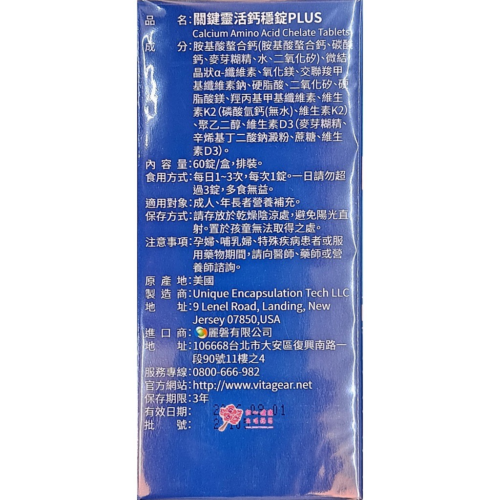 品名:關鍵靈活鈣穩錠PLUS
Calcium Amino Acid Chelate Tablets
成分:胺基酸螯合鈣(胺基酸螯合鈣、碳酸
鈣、麥芽糊精、水、二氧化矽)、微結
晶狀α-纖維素、氧化鎂、交聯羧甲
基纖維素鈉、硬脂酸、二氧化矽、硬
脂酸鎂、羥丙基甲基纖維素、維生
素K2(磷酸氫鈣(無水)、維生素K2)
、聚乙二醇、維生素D3(麥芽糊精、
辛烯基丁二酸鈉澱粉、蔗糖、維生
素D3)。
內容量:60錠/盒,排裝。
食用方式:每日1~3次,每次1錠。一日請勿超
過3錠,多食無益。
適用對象:成人、年長者營養補充。
保存方式:請存放於乾燥陰涼處,避免陽光直
射。置於孩童無法取得之處。
注意事項:孕婦、哺乳婦、特殊疾病患者或服
用藥物期間,請向醫師、藥師或營
養師諮詢。
原產地:美國
製造商:Unique Encapsulation Tech LLC
地址:9 Lenel Road, Landing, New
Jersey 07850,USA
進口商:麗磐有限公司
地址:106668台北市大安區復興南路一
段90號11樓之4
服務專線:0800-666-982
官方網站:http://www.vitagear.net
保存期限:3年
有效日期:
批號: